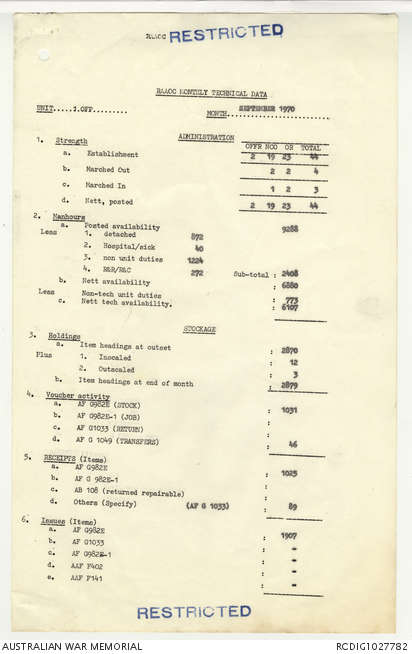 RAAOC RESTRICTED
RAAOC MONTHLY TECHNICAL DATA
UNIT.....1.OFP.........
MONTH..SEPTEMBER 1970
ADMINISTRATION
1. Strength
OFFR NCO OR TOTAL
a. Establishment 2 19 23 44
b. Marched Out 2 2 4
c. Marched In 1 2 3
d. Nett, posted 2 19 23 44
2. Manhours
a. Posted availability 9288
Less 1. detached 872
2. Hospital/sick 40
3. non unit duties 1224
4. R&R/R&C 272 Sub-total : 2408
b. Nett availability : 6880
Less Non-tech unit duties : 773
c. Nett tech availability. : 6107
STOCKAGE
3. Holdings
a. Item headings at outset : 2870
Plus 1. Inscaled : 12
2. Outscaled : 3
b. Item headings at end of month : 2879
4. Voucher activity
a. AF G982E (STOCK) : 1031
b. AF G982E-1 (JOB) :
c. AF G1033 (RETURN) :
d. AF G 1049 (TRANSFERS) : 46
5. RECEIPTS (Items)
a. AF G982E : 1025
b. AF G 982E-1 :
c. AB 108 (returned repairable) :
d. Others (Specify) (AF G 1033) : 89
6. Issues (Items)
a. AF G982E : 1907
b. AF G1033 : -
c. AF G982E-1 : -
d. AAF F402 : -
e. AAF F141 : -
RESTRICTED
AUSTRALIAN WAR MEMORIAL RCDIG1027782